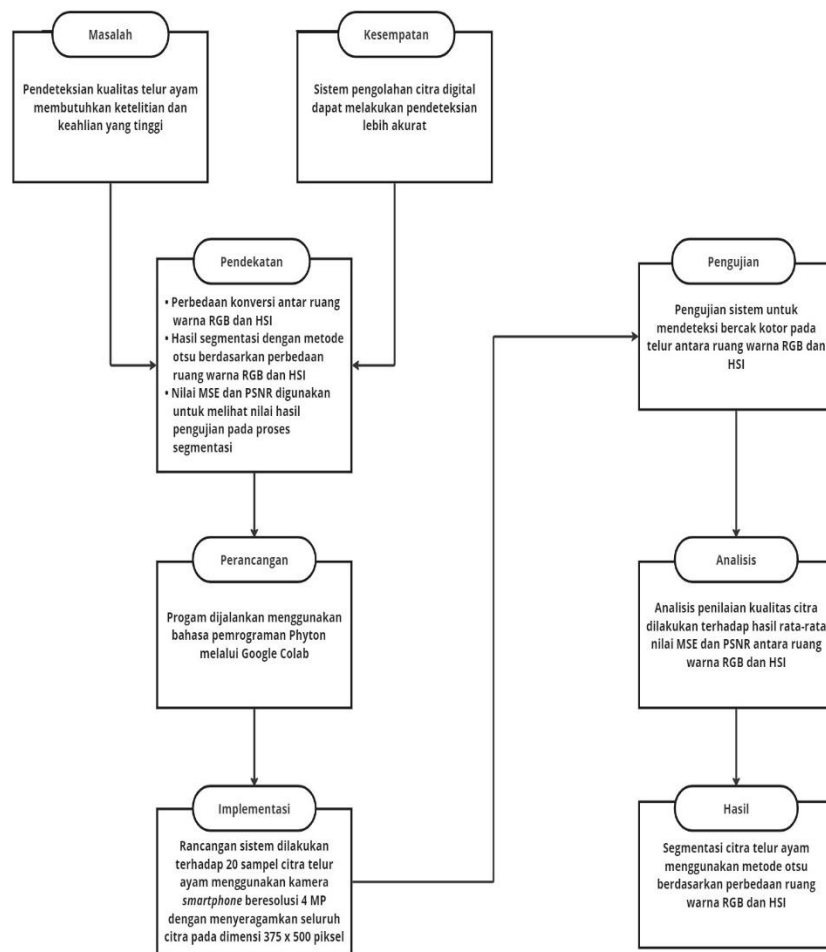 Masalah
Pendeteksian kualitas telur ayam
membutuhkan ketelitian dan
keahlian yang tinggi
Kesempatan
Sistem pengolahan citra digital
dapat melakukan pendeteksian
lebih akurat
Pendekatan
• Perbedaan konversi antar ruang
warna RGB dan HSI
• Hasil segmentasi dengan metode
otsu berdasarkan perbedaan
ruang warna RGB dan HSI
• Nilai MSE dan PSNR digunakan
untuk melihat nilai hasil
pengujian pada proses
segmentasi
Perancangan
Progam dijalankan menggunakan
bahasa pemrograman Phyton
melalui Google Colab
Implementasi
Rancangan sistem dilakukan
terhadap 20 sampel citra telur
ayam menggunakan kamera
smartphone beresolusi 4 MP
dengan menyeragamkan seluruh
citra pada dimensi 375 x 500 piksel
Pengujian
Pengujian sistem untuk
mendeteksi bercak kotor pada
telur antara ruang warna RGB dan
HSI
Analisis
Analisis penilaian kualitas citra
dilakukan terhadap hasil rata-rata
nilai MSE dan PSNR antara ruang
warna RGB dan HSI
Hasil
Segmentasi citra telur ayam
menggunakan metode otsu
berdasarkan perbedaan ruang
warna RGB dan HSI